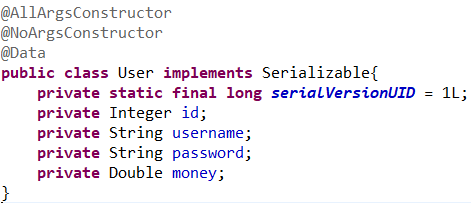 @AllArgsConstructor
@NoArgsConstructor
@Data
public class User implements Serializable{
    private static final long serialVersionUID = 1L;
    private Integer id;
    private String username;
    private String password;
    private Double money;
}